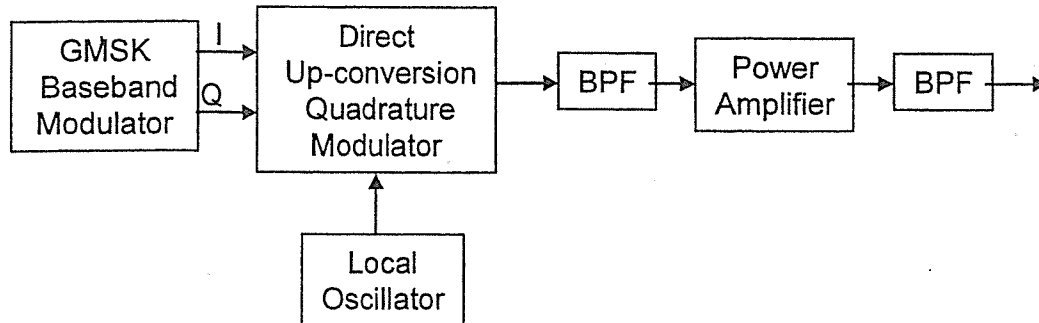 GMSK
Baseband
Modulator
I
Q
Direct
Up-conversion
Quadrature
Modulator
BPF
Power
Amplifier
BPF
Local
Oscillator